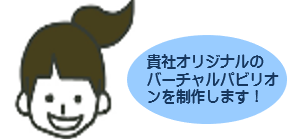 貴社オリジナルの
バーチャルパビリオ
ンを制作します！